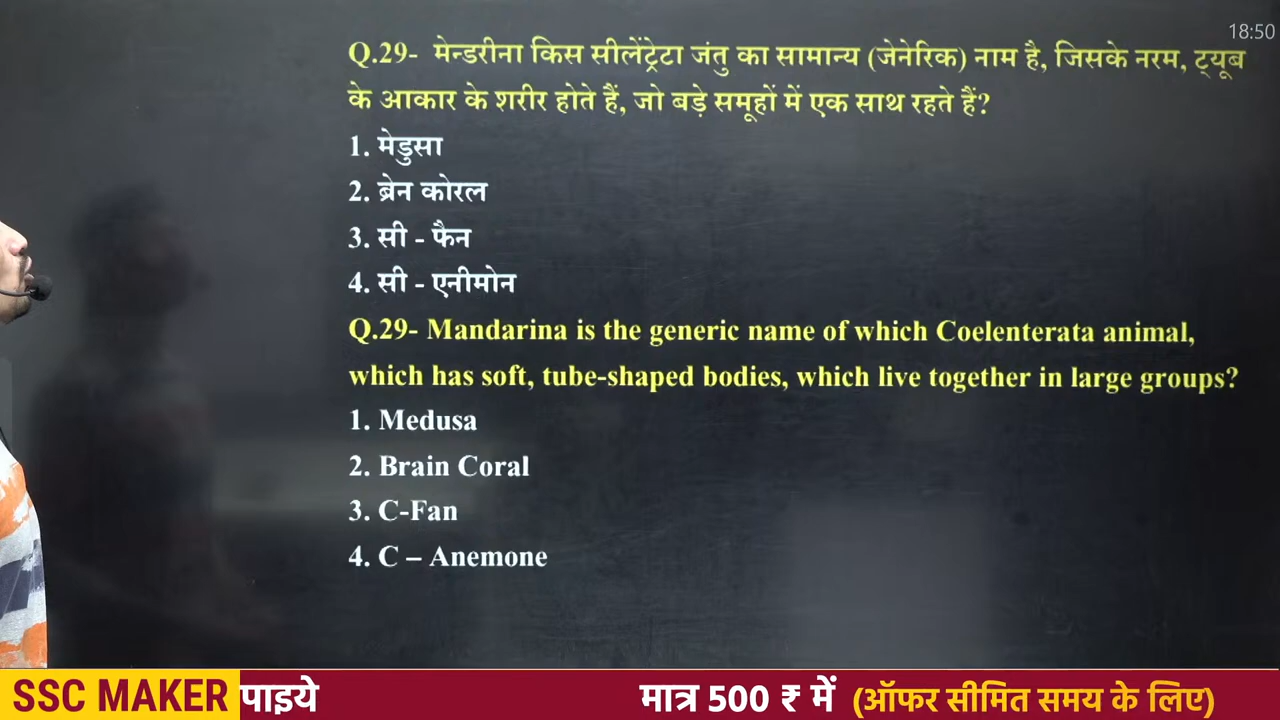 18:50
Q.29- मेन्डरीना किस सीलेंट्रेटा जंतु का सामान्य (जेनेरिक) नाम है, जिसके नरम, ट्यूब
के आकार के शरीर होते हैं, जो बड़े समूहों में एक साथ रहते हैं?
1. मेडुसा
2. ब्रेन कोरल
3. सी - फैन
4. सी - एनीमोन
Q.29- Mandarina is the generic name of which Coelenterata animal,
which has soft, tube-shaped bodies, which live together in large groups?
1. Medusa
2. Brain Coral
3. C-Fan
4. C – Anemone
SSC MAKER पाइये मात्र 500 ₹ में (ऑफर सीमित समय के लिए)